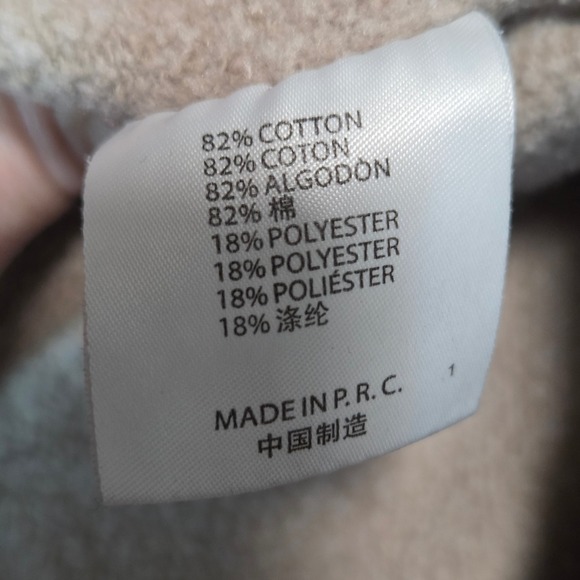 82% COTTON
82% COTON
82% ALGODÒN
82% 棉
18% POLYESTER
18% POLYESTER
18% POLIÉSTER
18% 涤纶
MADE IN P. R. C.
中国制造
1